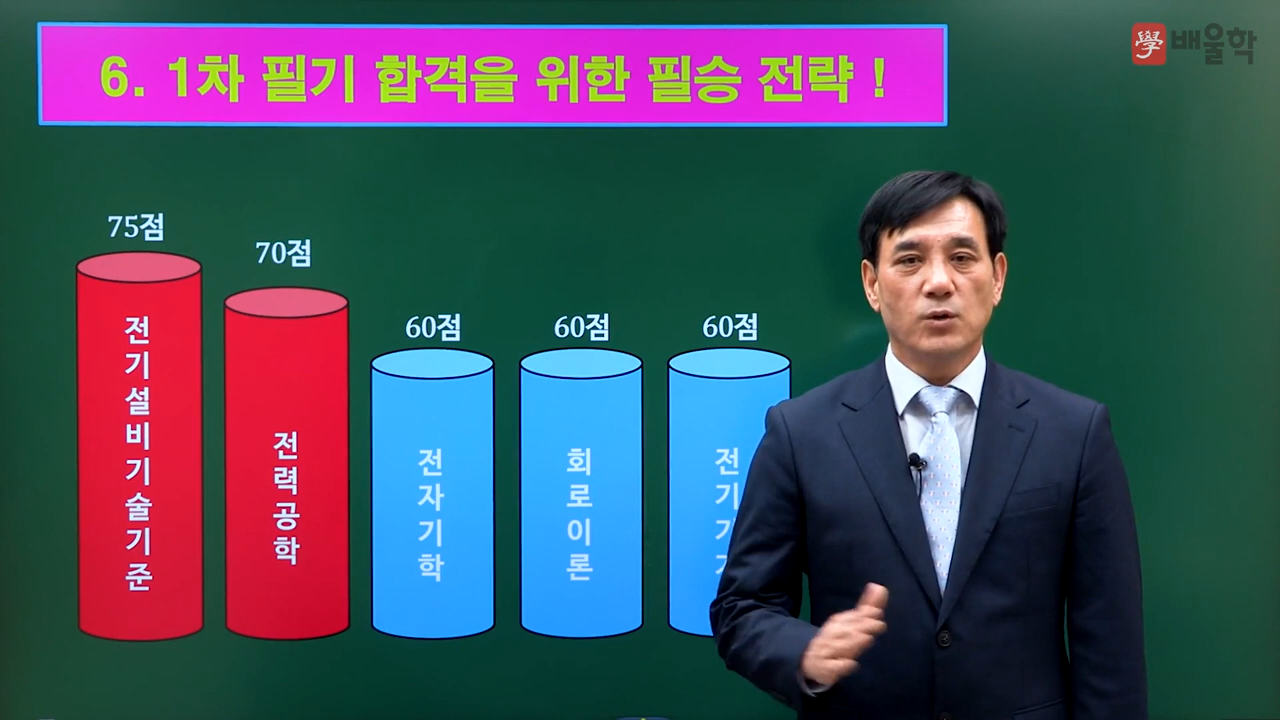 6. 1차 필기 합격을 위한 필승 전략 !
學 배울학
75점
70점
60점
60점
60점
전기설비기술기준
전력공학
전자기학
회로이론
전기